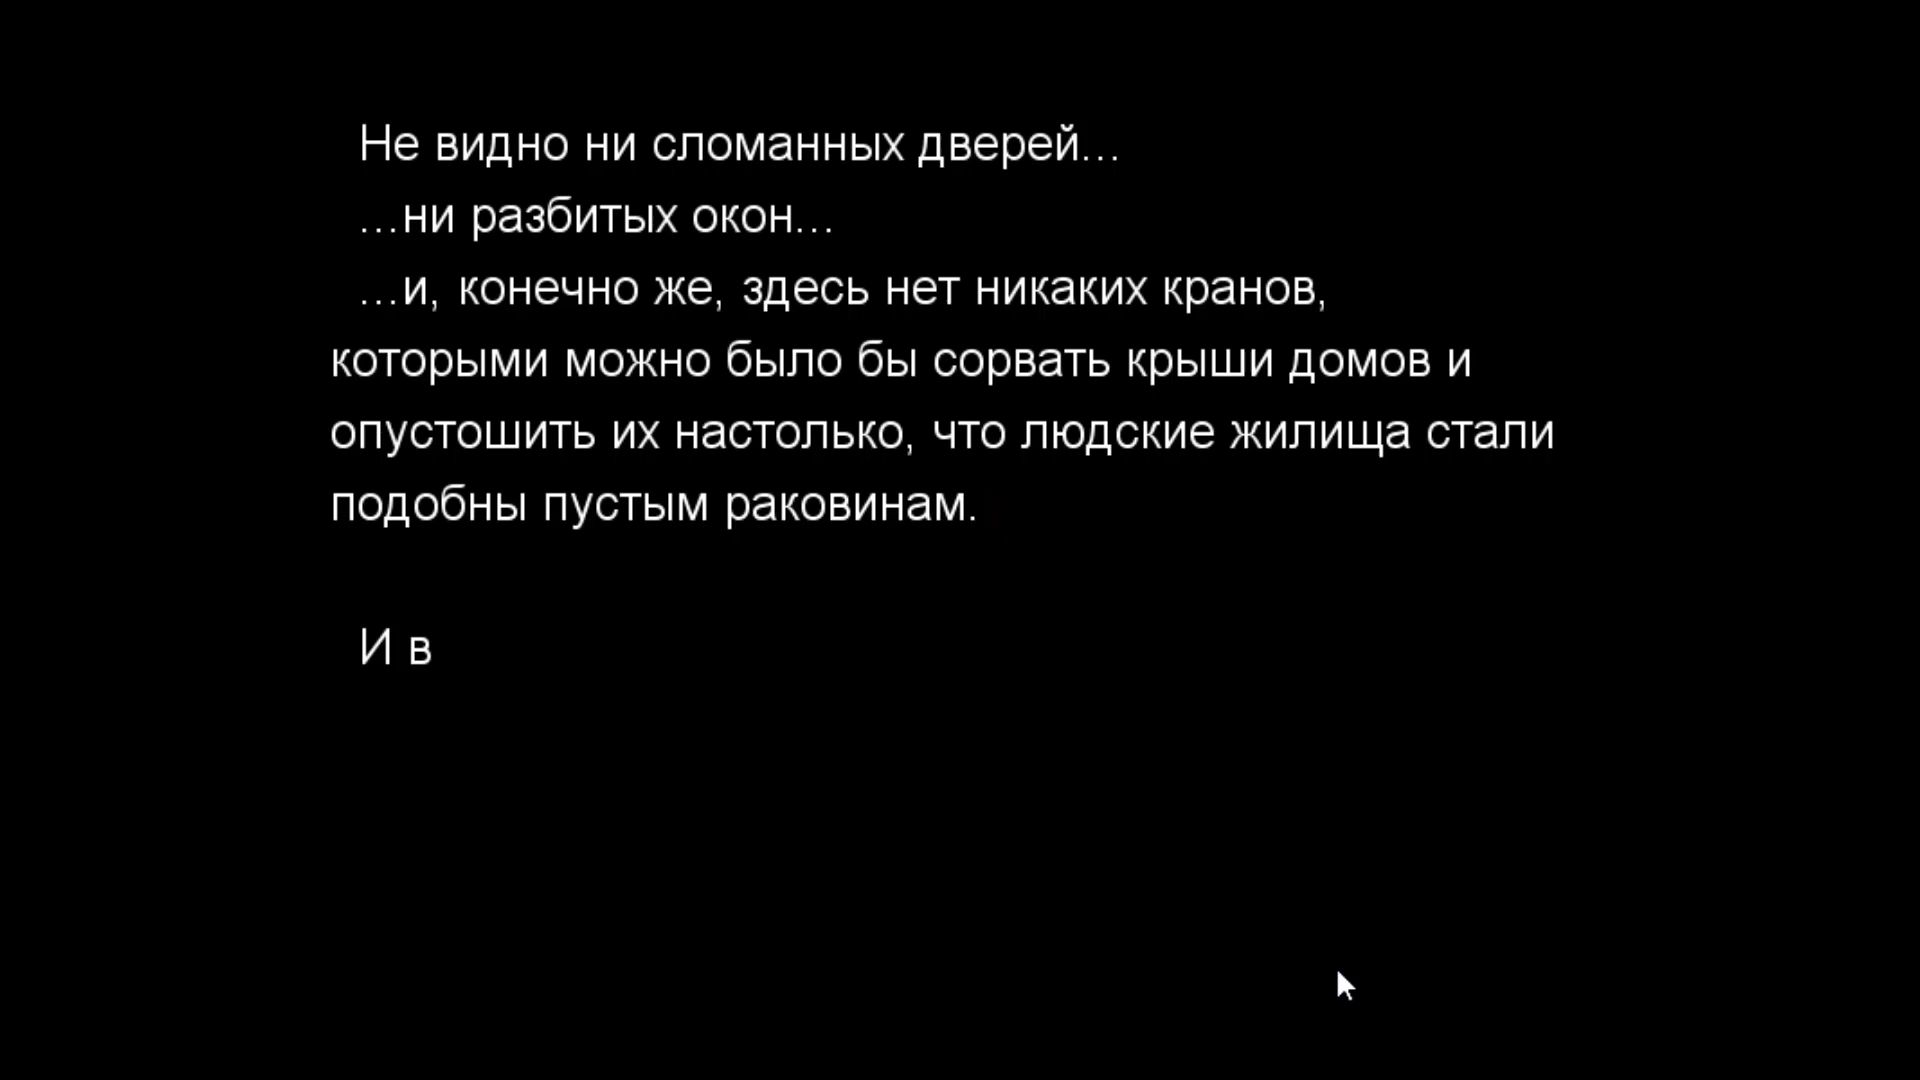 Не видно ни сломанных дверей…
…ни разбитых окон…
…и, конечно же, здесь нет никаких кранов,
которыми можно было бы сорвать крыши домов и
опустошить их настолько, что людские жилища стали
подобны пустым раковинам.
И в